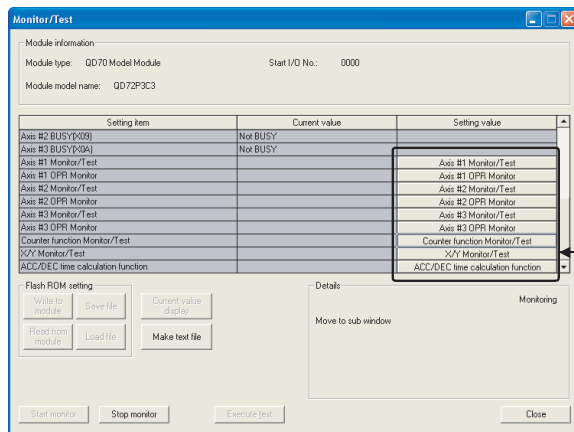 Monitor/Test
Module information
Module type: QD70 Model Module Start I/O No.: 0000
Module model name: QD72P3C3
Setting item Current value Setting value
Axis #2 BUSY(X09) Not BUSY
Axis #3 BUSY(X0A) Not BUSY
Axis #1 Monitor/Test Axis #1 Monitor/Test
Axis #1 OPR Monitor Axis #1 OPR Monitor
Axis #2 Monitor/Test Axis #2 Monitor/Test
Axis #2 OPR Monitor Axis #2 OPR Monitor
Axis #3 Monitor/Test Axis #3 Monitor/Test
Axis #3 OPR Monitor Axis #3 OPR Monitor
Counter function Monitor/Test Counter function Monitor/Test
X/Y Monitor/Test X/Y Monitor/Test
ACC/DEC time calculation function ACC/DEC time calculation function
Flash ROM setting
Write to module
Save file
Current value display
Read from module
Load file
Make text file
Details
Monitoring
Move to sub window
Start monitor Stop monitor Execute test Close